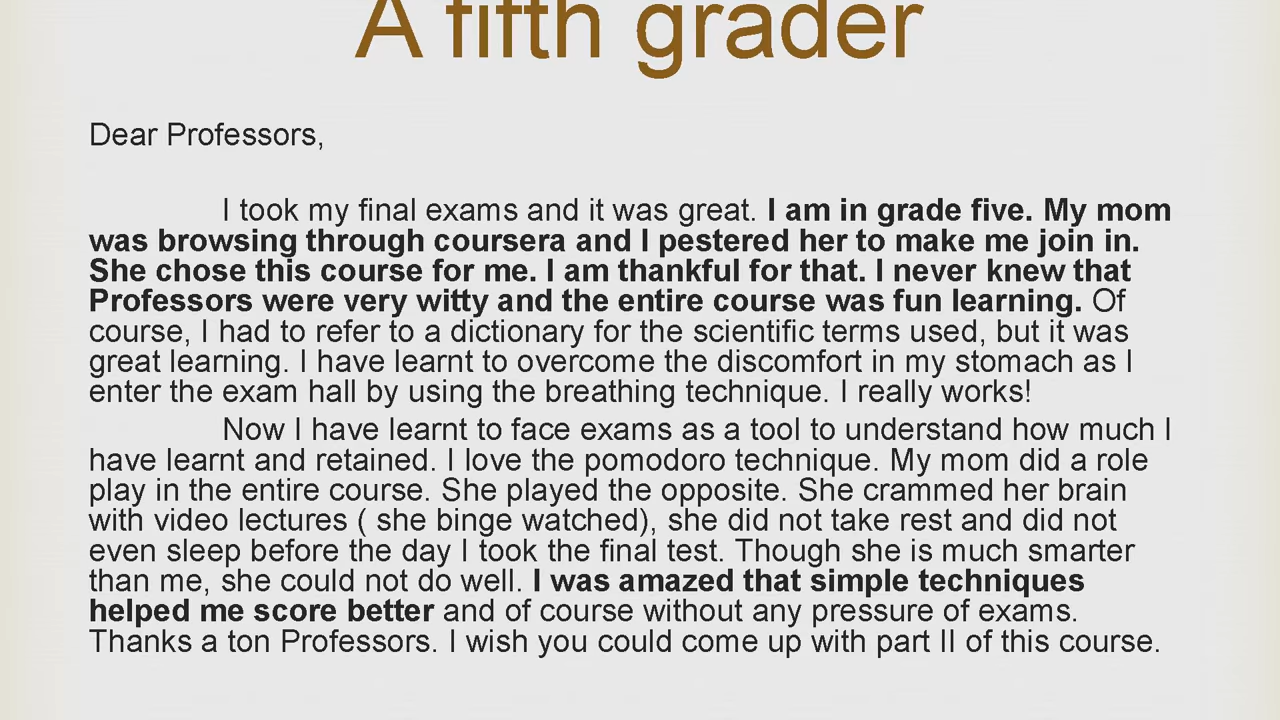 A fifth grader
Dear Professors,
I took my final exams and it was great. I am in grade five. My mom
was browsing through coursera and I pestered her to make me join in.
She chose this course for me. I am thankful for that. I never knew that
Professors were very witty and the entire course was fun learning. Of
course, I had to refer to a dictionary for the scientific terms used, but it was
great learning. I have learnt to overcome the discomfort in my stomach as I
enter the exam hall by using the breathing technique. I really works!
Now I have learnt to face exams as a tool to understand how much I
have learnt and retained. I love the pomodoro technique. My mom did a role
play in the entire course. She played the opposite. She crammed her brain
with video lectures ( she binge watched), she did not take rest and did not
even sleep before the day I took the final test. Though she is much smarter
than me, she could not do well. I was amazed that simple techniques
helped me score better and of course without any pressure of exams.
Thanks a ton Professors. I wish you could come up with part II of this course.